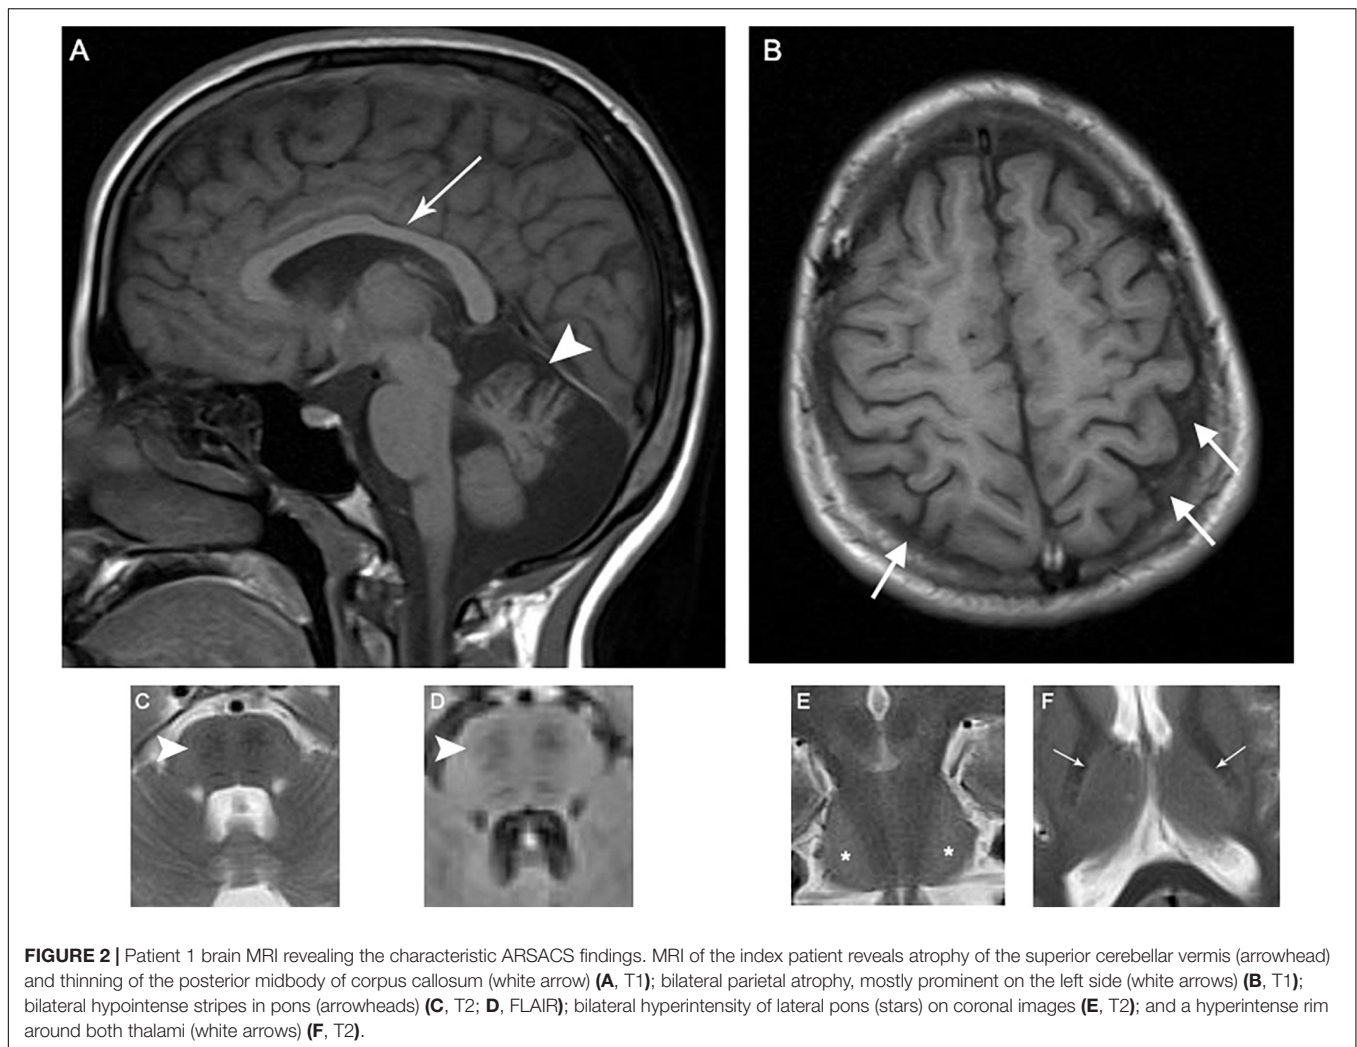 A
B
C
D
E
F
*
*
FIGURE 2 | Patient 1 brain MRI revealing the characteristic ARSACS findings. MRI of the index patient reveals atrophy of the superior cerebellar vermis (arrowhead)
and thinning of the posterior midbody of corpus callosum (white arrow) (A, T1); bilateral parietal atrophy, mostly prominent on the left side (white arrows) (B, T1);
bilateral hypointense stripes in pons (arrowheads) (C, T2; D, FLAIR); bilateral hyperintensity of lateral pons (stars) on coronal images (E, T2); and a hyperintense rim
around both thalami (white arrows) (F, T2).